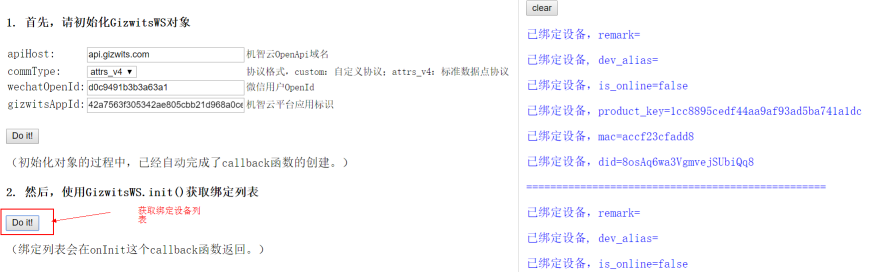 1. 首先，请初始化GizwitsWS对象
apiHost: api.gizwits.com 机智云OpenApi域名
commType: attrs_v4 协议格式，custom：自定义协议；attrs_v4：标准数据点协议
wechatOpenId: d0c9491b3b3a63a1 微信用户OpenId
gizwitsAppId: 42a7563f305342ae805cbb21d968a0ce 机智云平台应用标识
Do it!
（初始化对象的过程中，已经自动完成了callback函数的创建。）
2. 然后，使用GizwitsWS.init()获取绑定列表
Do it!
获取绑定设备列
表
（绑定列表会在onInit这个callback函数返回。）
clear
已绑定设备，remark=
已绑定设备, dev_alias=
已绑定设备，is_online=false
已绑定设备，product_key=1cc8895cedf44aa9af93ad5ba741a1dc
已绑定设备，mac=accf23cfadd8
已绑定设备，did=8osAq6wa3VgmvejSUbiQq8
==================================================
已绑定设备，remark=
已绑定设备, dev_alias=
已绑定设备，is_online=false